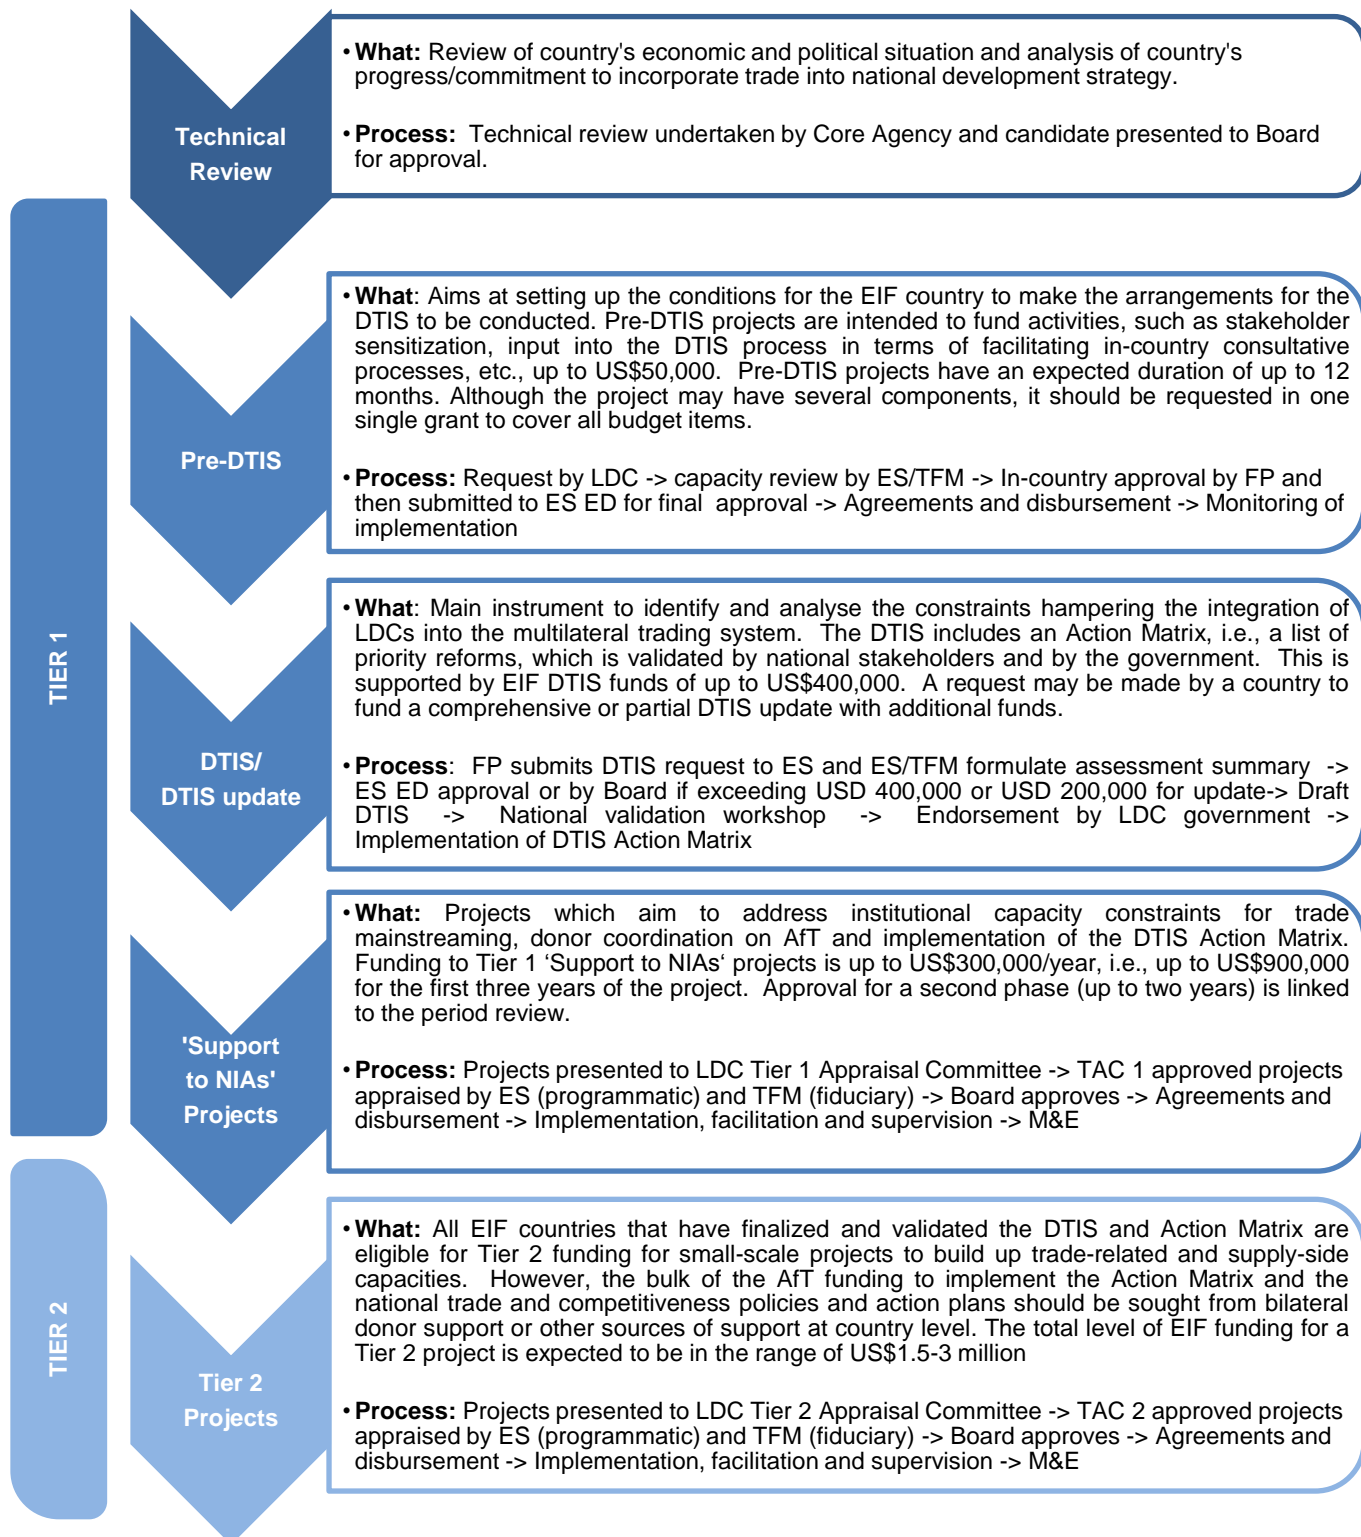 TIER 1
Technical
Review
• What: Review of country's economic and political situation and analysis of country's
progress/commitment to incorporate trade into national development strategy.
• Process: Technical review undertaken by Core Agency and candidate presented to Board
for approval.
Pre-DTIS
• What: Aims at setting up the conditions for the EIF country to make the arrangements for the
DTIS to be conducted. Pre-DTIS projects are intended to fund activities, such as stakeholder
sensitization, input into the DTIS process in terms of facilitating in-country consultative
processes, etc., up to US$50,000. Pre-DTIS projects have an expected duration of up to 12
months. Although the project may have several components, it should be requested in one
single grant to cover all budget items.
• Process: Request by LDC -> capacity review by ES/TFM -> In-country approval by FP and
then submitted to ES ED for final approval -> Agreements and disbursement -> Monitoring of
implementation
DTIS/
DTIS update
• What: Main instrument to identify and analyse the constraints hampering the integration of
LDCs into the multilateral trading system. The DTIS includes an Action Matrix, i.e., a list of
priority reforms, which is validated by national stakeholders and by the government. This is
supported by EIF DTIS funds of up to US$400,000. A request may be made by a country to
fund a comprehensive or partial DTIS update with additional funds.
• Process: FP submits DTIS request to ES and ES/TFM formulate assessment summary ->
ES ED approval or by Board if exceeding USD 400,000 or USD 200,000 for update-> Draft
DTIS -> National validation workshop -> Endorsement by LDC government ->
Implementation of DTIS Action Matrix
'Support
to NIAs'
Projects
• What: Projects which aim to address institutional capacity constraints for trade
mainstreaming, donor coordination on AfT and implementation of the DTIS Action Matrix.
Funding to Tier 1 ‘Support to NIAs‘ projects is up to US$300,000/year, i.e., up to US$900,000
for the first three years of the project. Approval for a second phase (up to two years) is linked
to the period review.
• Process: Projects presented to LDC Tier 1 Appraisal Committee -> TAC 1 approved projects
appraised by ES (programmatic) and TFM (fiduciary) -> Board approves -> Agreements and
disbursement -> Implementation, facilitation and supervision -> M&E
TIER 2
Tier 2
Projects
• What: All EIF countries that have finalized and validated the DTIS and Action Matrix are
eligible for Tier 2 funding for small-scale projects to build up trade-related and supply-side
capacities. However, the bulk of the AfT funding to implement the Action Matrix and the
national trade and competitiveness policies and action plans should be sought from bilateral
donor support or other sources of support at country level. The total level of EIF funding for a
Tier 2 project is expected to be in the range of US$1.5-3 million
• Process: Projects presented to LDC Tier 2 Appraisal Committee -> TAC 2 approved projects
appraised by ES (programmatic) and TFM (fiduciary) -> Board approves -> Agreements and
disbursement -> Implementation, facilitation and supervision -> M&E